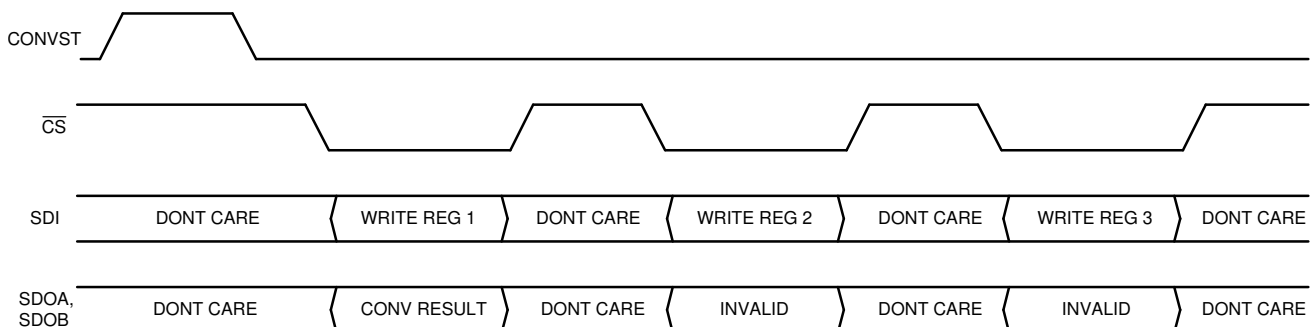 CONVST
CS
SDI DONT CARE WRITE REG 1 DONT CARE WRITE REG 2 DONT CARE WRITE REG 3 DONT CARE
SDOA,
SDOB DONT CARE CONV RESULT DONT CARE INVALID DONT CARE INVALID DONT CARE